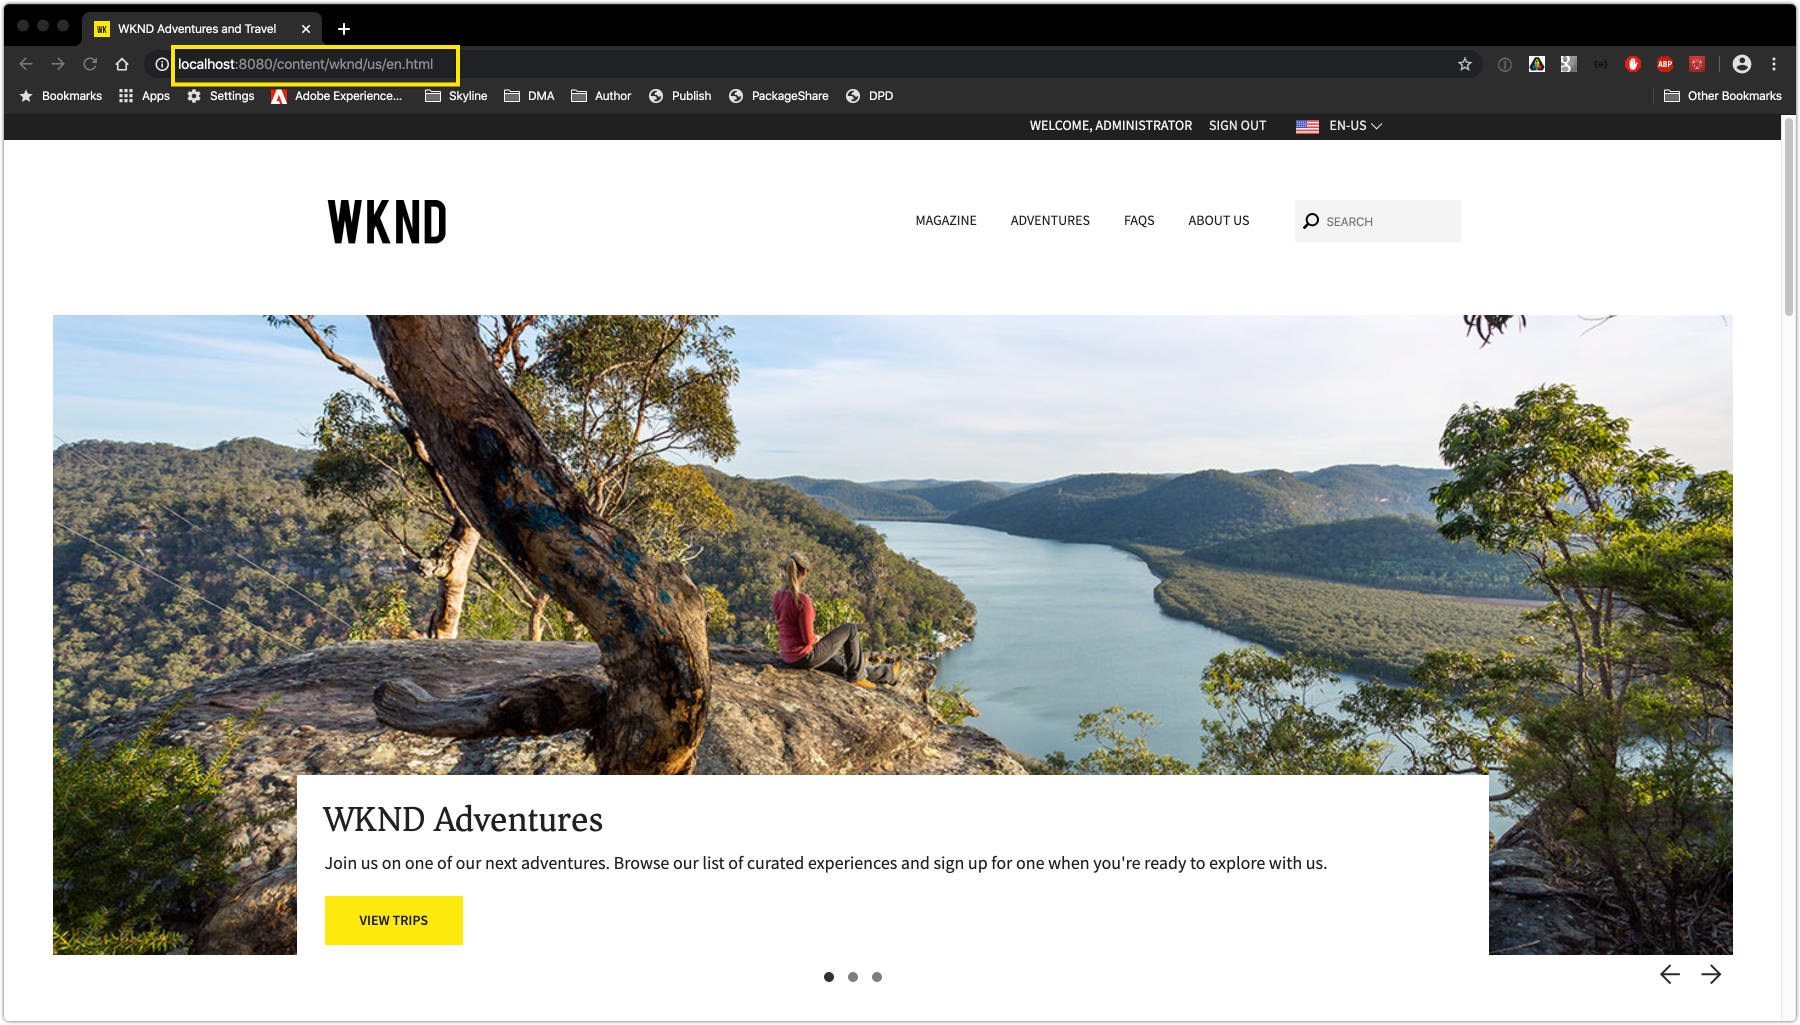 WK WKND Adventures and Travel
localhost:8080/content/wknd/us/en.html
ABP
Bookmarks Apps Settings Adobe Experience... Skyline DMA Author Publish PackageShare DPD Other Bookmarks
WELCOME, ADMINISTRATOR SIGN OUT EN-US
WKND MAGAZINE ADVENTURES FAQS ABOUT US SEARCH
WKND Adventures
Join us on one of our next adventures. Browse our list of curated experiences and sign up for one when you're ready to explore with us.
VIEW TRIPS